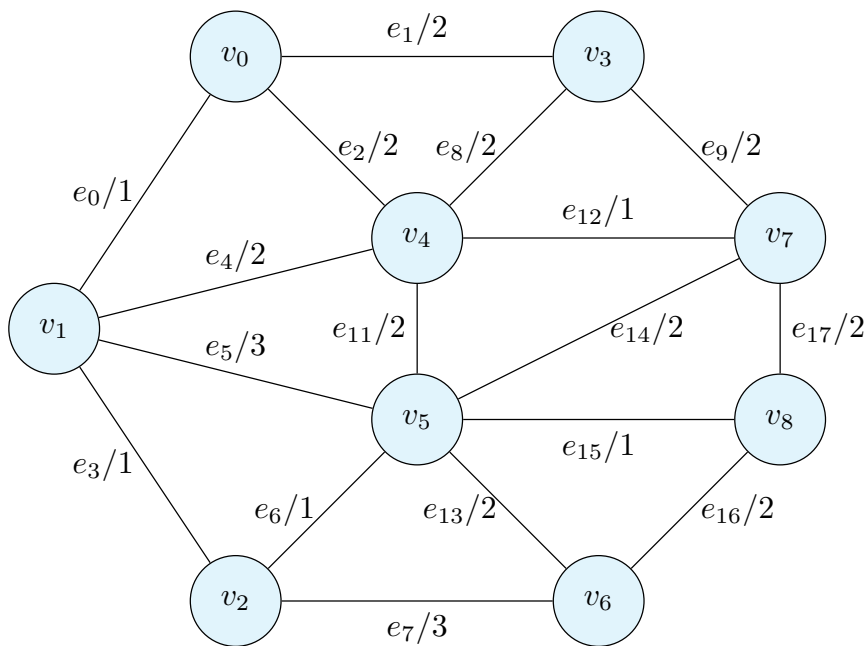 e₁/2
v₀
v₃
e₂/2
e₈/2
e₉/2
e₀/1
e₁₂/1
v₄
v₇
e₄/2
v₁
e₁₁/2
e₁₄/2
e₁₇/2
e₅/3
v₅
v₈
e₁₅/1
e₃/1
e₆/1
e₁₃/2
e₁₆/2
v₂
v₆
e₇/3